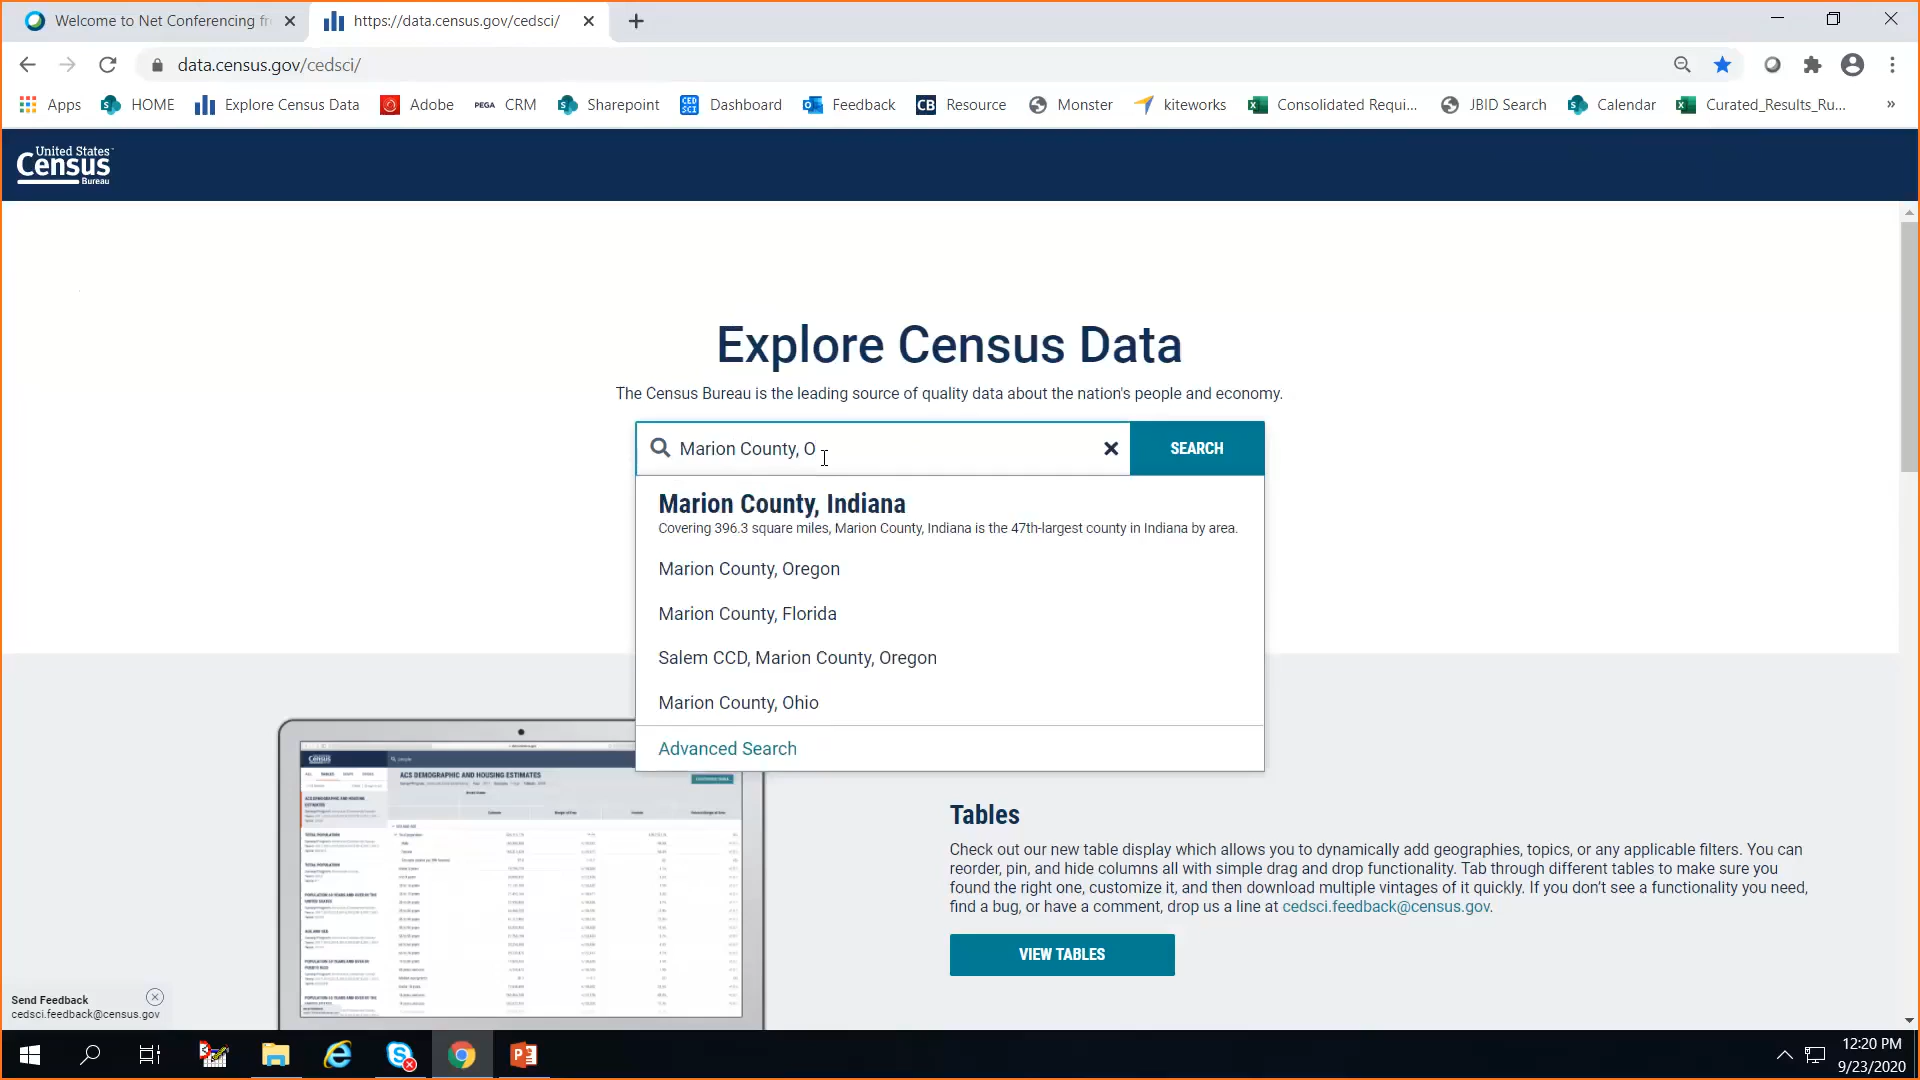 Welcome to Net Conferencing fr
https://data.census.gov/cedsci/
data.census.gov/cedsci/
Apps HOME Explore Census Data Adobe PEGA CRM Sharepoint CED SCI Dashboard Feedback CB Resource Monster kiteworks Consolidated Requi... JBID Search Calendar Curated_Results_Ru... »
United States
Census
Bureau
Explore Census Data
The Census Bureau is the leading source of quality data about the nation's people and economy.
Marion County, O
SEARCH
Marion County, Indiana
Covering 396.3 square miles, Marion County, Indiana is the 47th-largest county in Indiana by area.
Marion County, Oregon
Marion County, Florida
Salem CCD, Marion County, Oregon
Marion County, Ohio
Advanced Search
Census
ACS DEMOGRAPHIC AND HOUSING ESTIMATES
Tables
Check out our new table display which allows you to dynamically add geographies, topics, or any applicable filters. You can
reorder, pin, and hide columns all with simple drag and drop functionality. Tab through different tables to make sure you
found the right one, customize it, and then download multiple vintages of it quickly. If you don't see a functionality you need,
find a bug, or have a comment, drop us a line at cedsci.feedback@census.gov.
VIEW TABLES
Send Feedback
cedsci.feedback@census.gov
12:20 PM
9/23/2020